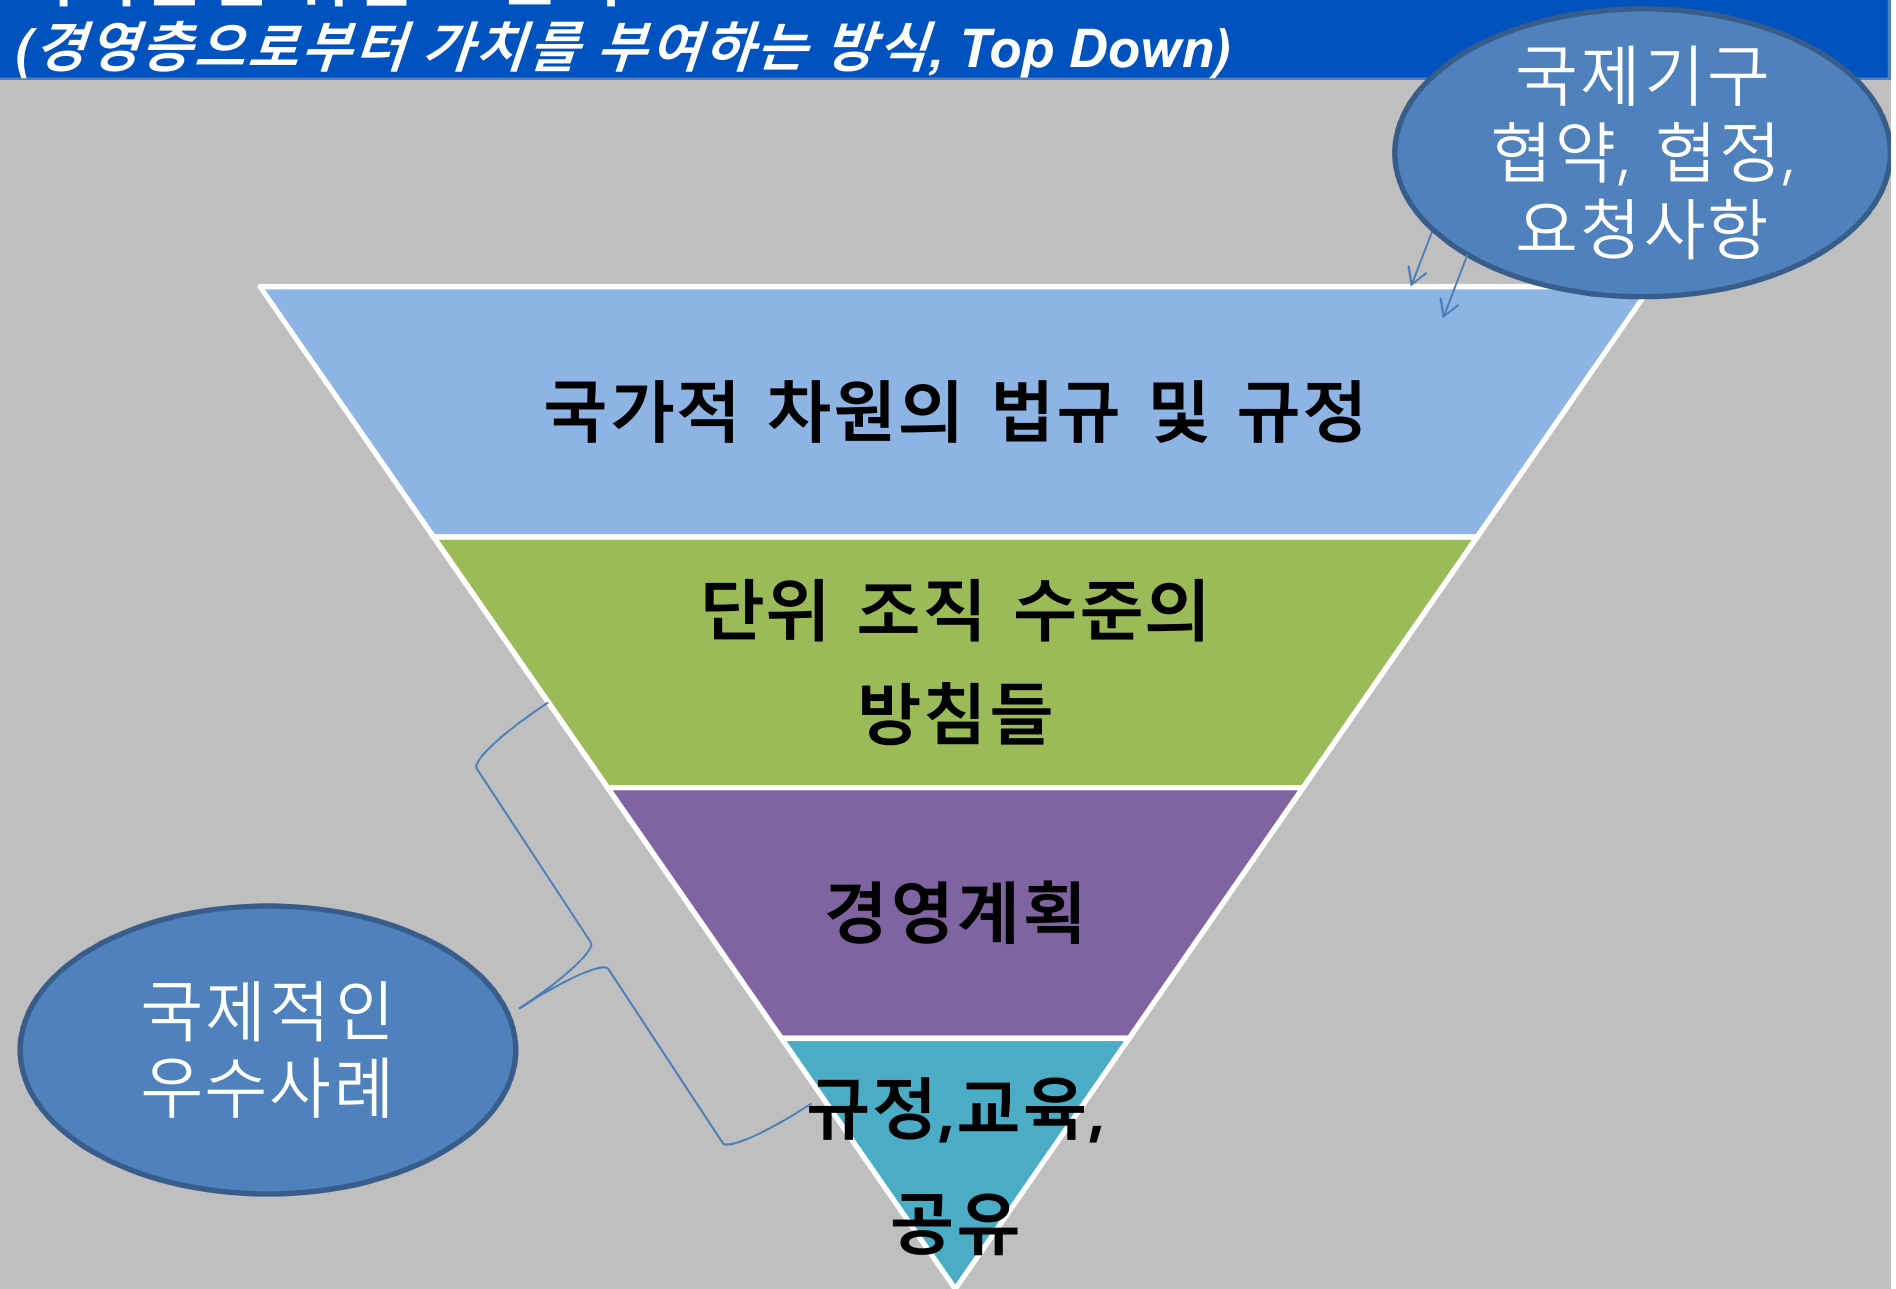 (경영층으로부터 가치를 부여하는 방식, Top Down)
국제기구
협약, 협정,
요청사항
국가적 차원의 법규 및 규정
단위 조직 수준의
방침들
경영계획
국제적인
우수사례
규정,교육,
공유